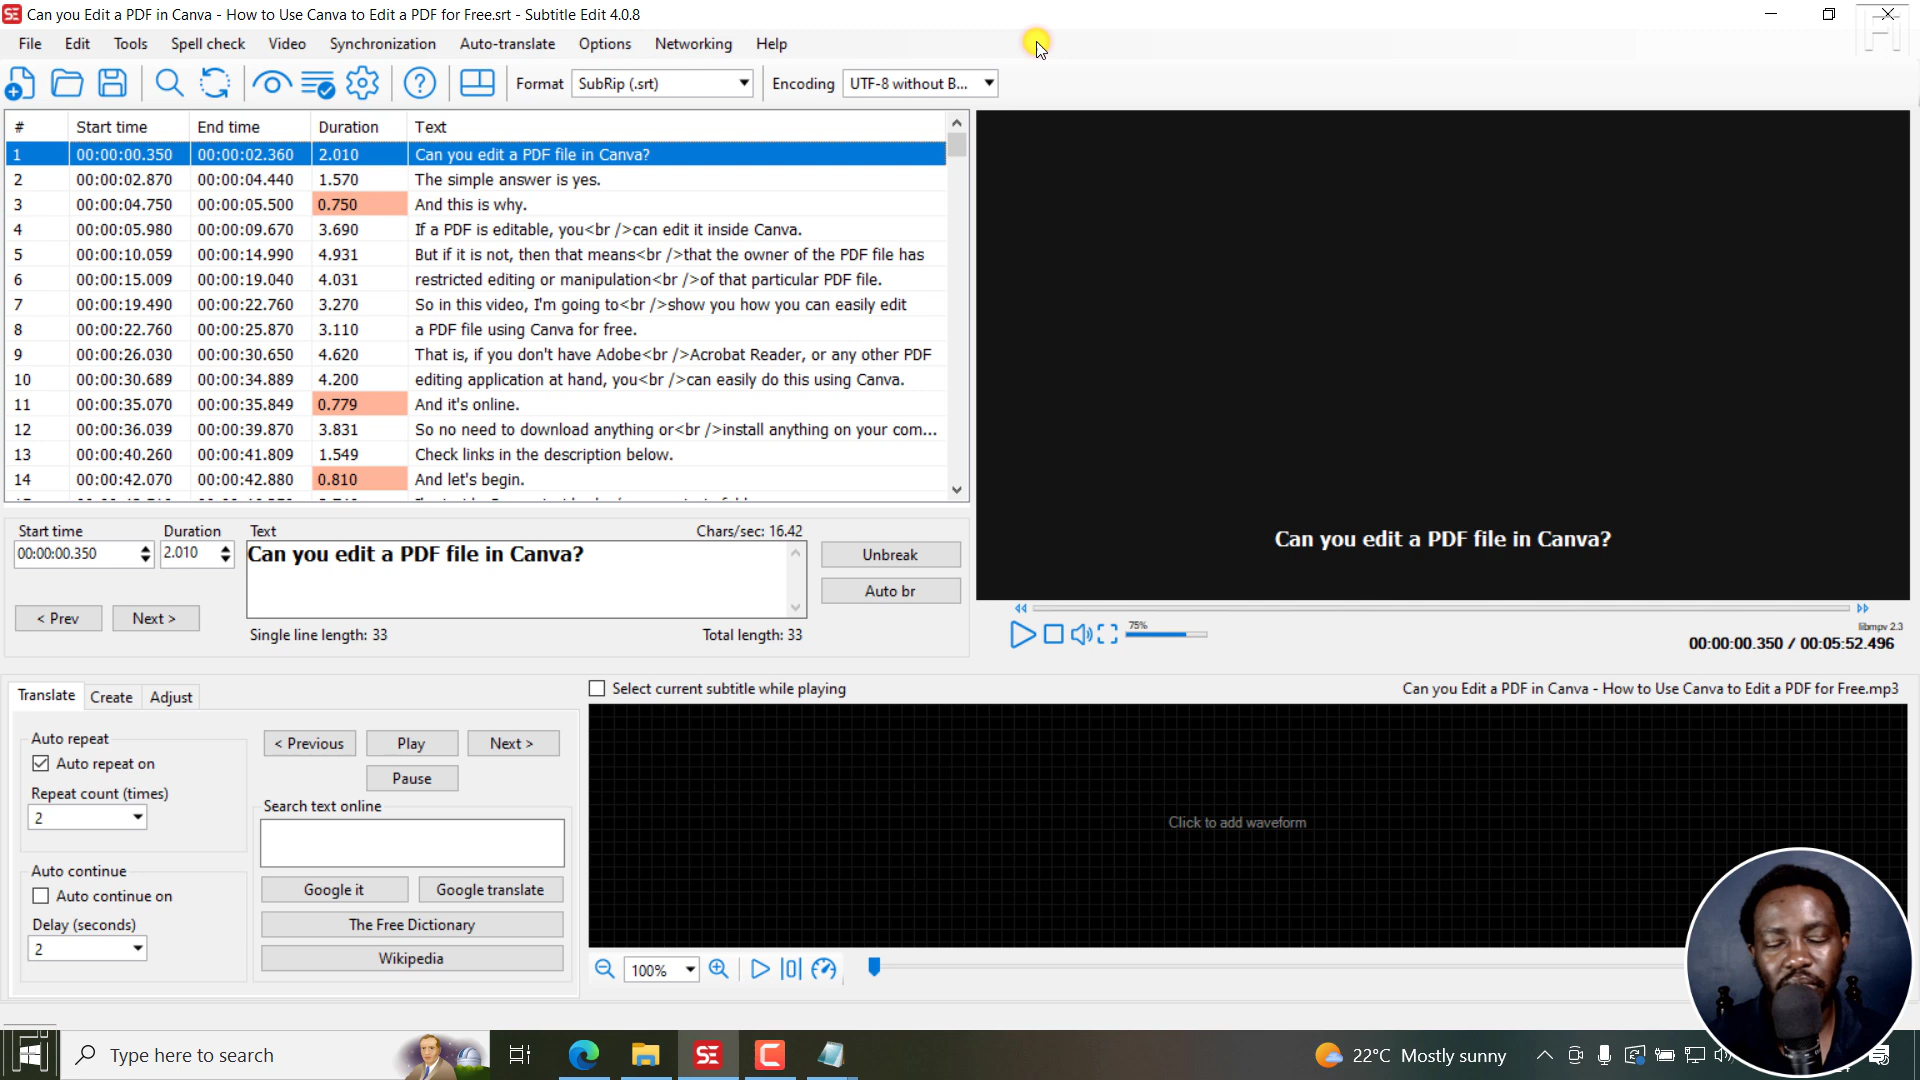 SE Can you Edit a PDF in Canva - How to Use Canva to Edit a PDF for Free.srt - Subtitle Edit 4.0.8
File Edit Tools Spell check Video Synchronization Auto-translate Options Networking Help
Format SubRip (.srt) Encoding UTF-8 without B...
# Start time End time Duration Text
1 00:00:00.350 00:00:02.360 2.010 Can you edit a PDF file in Canva?
2 00:00:02.870 00:00:04.440 1.570 The simple answer is yes.
3 00:00:04.750 00:00:05.500 0.750 And this is why.
4 00:00:05.980 00:00:09.670 3.690 If a PDF is editable, you<br />can edit it inside Canva.
5 00:00:10.059 00:00:14.990 4.931 But if it is not, then that means<br />that the owner of the PDF file has
6 00:00:15.009 00:00:19.040 4.031 restricted editing or manipulation<br />of that particular PDF file.
7 00:00:19.490 00:00:22.760 3.270 So in this video, I'm going to<br />show you how you can easily edit
8 00:00:22.760 00:00:25.870 3.110 a PDF file using Canva for free.
9 00:00:26.030 00:00:30.650 4.620 That is, if you don't have Adobe<br />Acrobat Reader, or any other PDF
10 00:00:30.689 00:00:34.889 4.200 editing application at hand, you<br />can easily do this using Canva.
11 00:00:35.070 00:00:35.849 0.779 And it's online.
12 00:00:36.039 00:00:39.870 3.831 So no need to download anything or<br />install anything on your com...
13 00:00:40.260 00:00:41.809 1.549 Check links in the description below.
14 00:00:42.070 00:00:42.880 0.810 And let's begin.
Can you edit a PDF file in Canva?
Start time Duration Text Chars/sec: 16.42
00:00:00.350 2.010 Can you edit a PDF file in Canva?
Unbreak
Auto br
< Prev Next >
Single line length: 33 Total length: 33
75%
libmpv 2.3
00:00:00.350 / 00:05:52.496
Translate Create Adjust
Select current subtitle while playing Can you Edit a PDF in Canva - How to Use Canva to Edit a PDF for Free.mp3
Auto repeat
Auto repeat on
Repeat count (times)
2
Auto continue
Auto continue on
Delay (seconds)
2
< Previous Play Next >
Pause
Search text online
Google it Google translate
The Free Dictionary
Wikipedia
Click to add waveform
100%
Type here to search
SE
22°C Mostly sunny